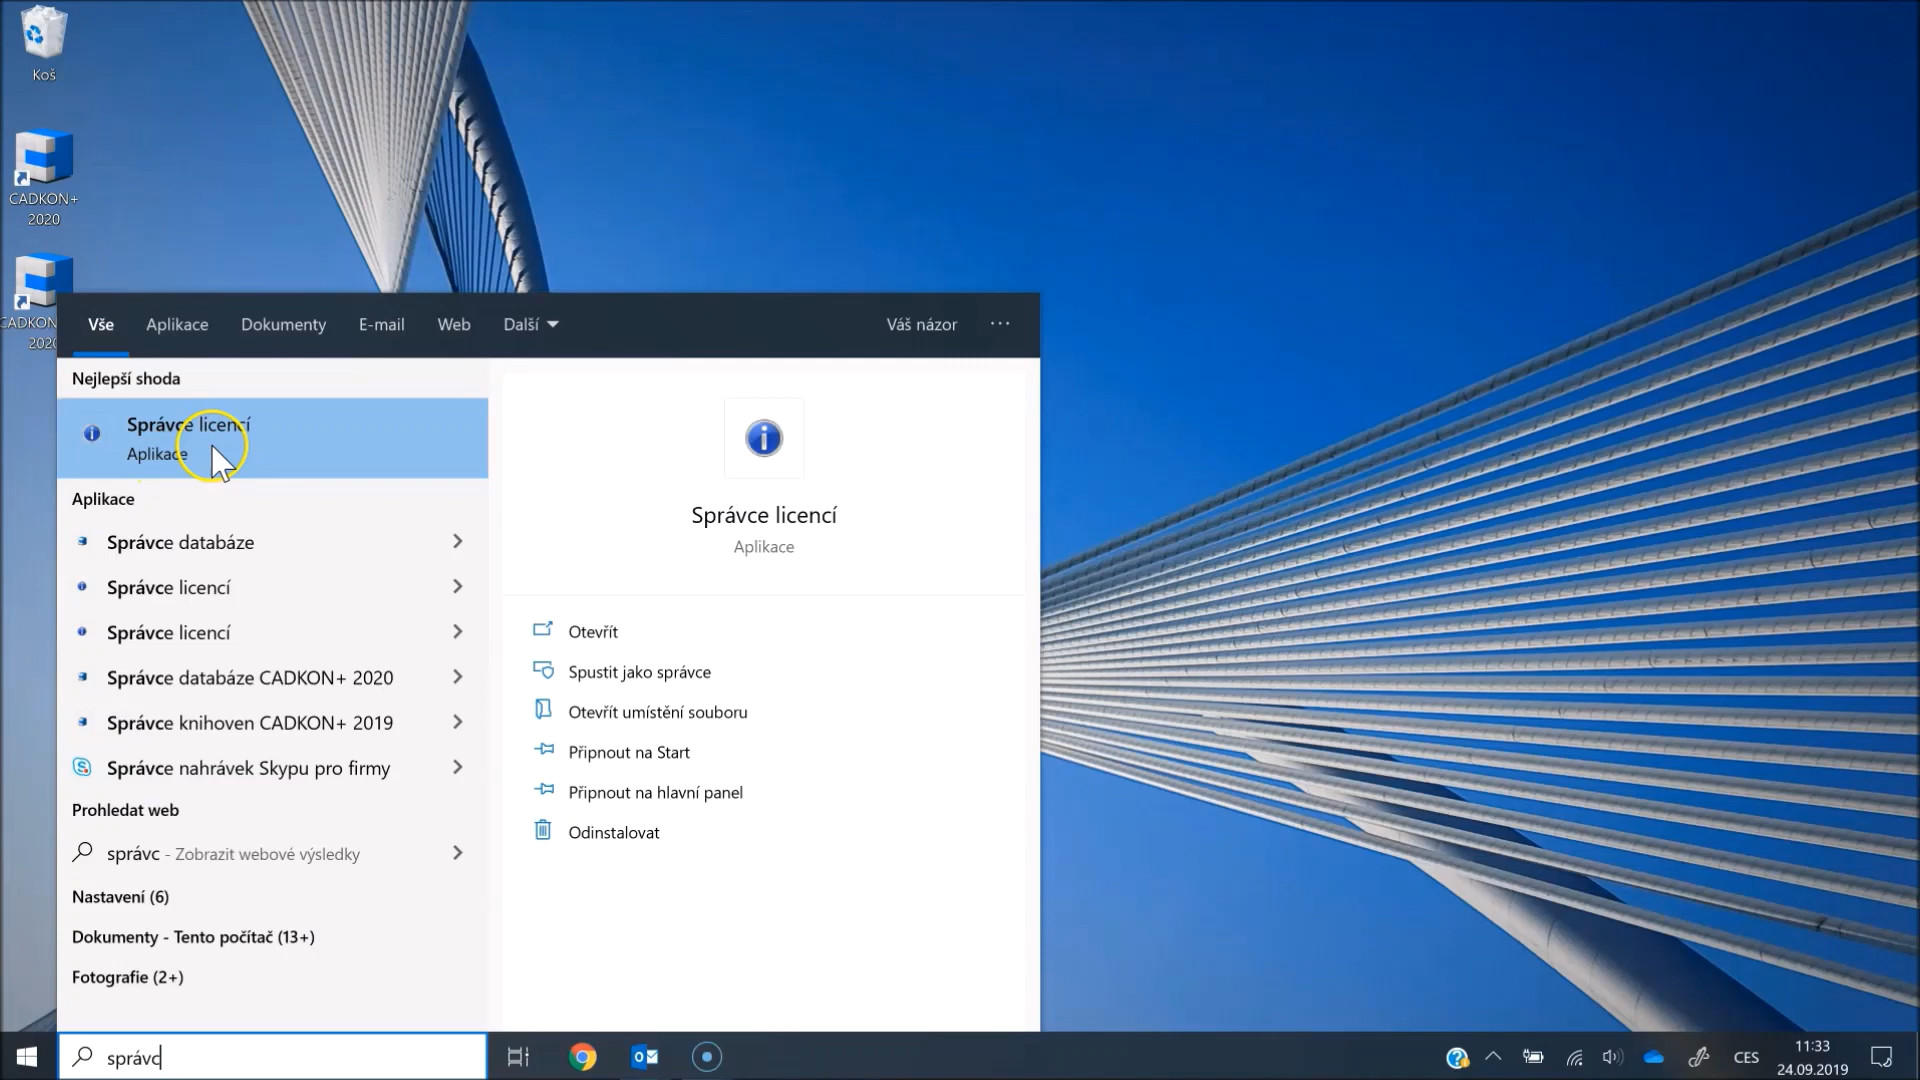 Koš
CADKON+
2020
CADKON
202
Vše
Aplikace
Dokumenty
E-mail
Web
Další
Váš názor
Nejlepší shoda
Správce licencí
Aplikace
Aplikace
Správce databáze
Správce licencí
Správce licencí
Správce databáze CADKON+ 2020
Správce knihoven CADKON+ 2019
Správce nahrávek Skypu pro firmy
Prohledat web
správc - Zobrazit webové výsledky
Nastavení (6)
Dokumenty - Tento počítač (13+)
Fotografie (2+)
Správce licencí
Aplikace
Otevřít
Spustit jako správce
Otevřít umístění souboru
Připnout na Start
Připnout na hlavní panel
Odinstalovat
správc
CES
11:33
24.09.2019